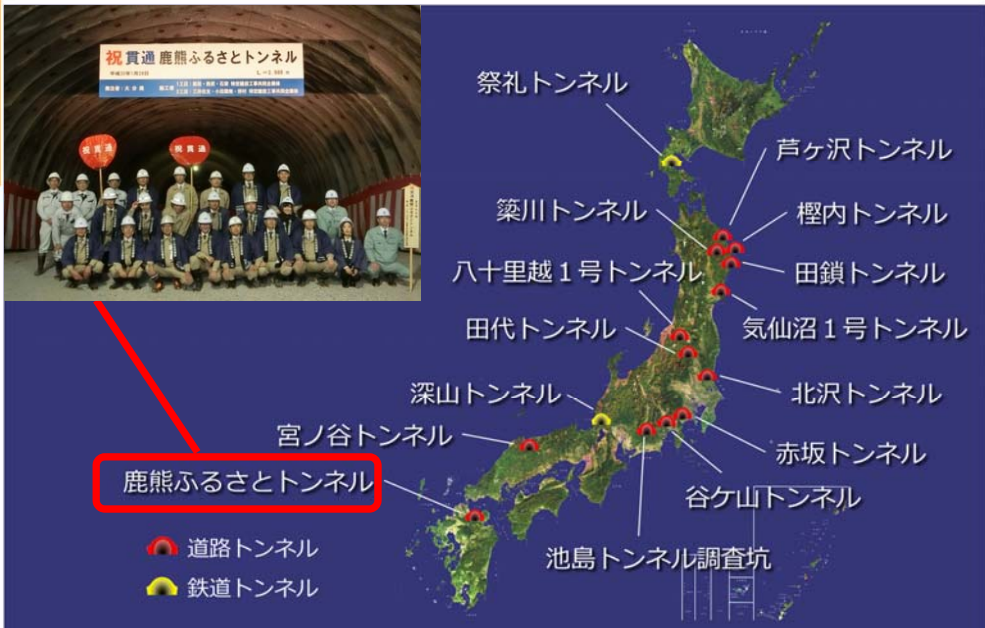 祝貫通 鹿熊ふるさとトンネル
祝貫通
祝貫通
祭礼トンネル
芦ヶ沢トンネル
簗川トンネル
樫内トンネル
八十里越１号トンネル
田鎖トンネル
田代トンネル
気仙沼１号トンネル
深山トンネル
北沢トンネル
宮ノ谷トンネル
赤坂トンネル
鹿熊ふるさとトンネル
谷ケ山トンネル
道路トンネル
池島トンネル調査坑
鉄道トンネル